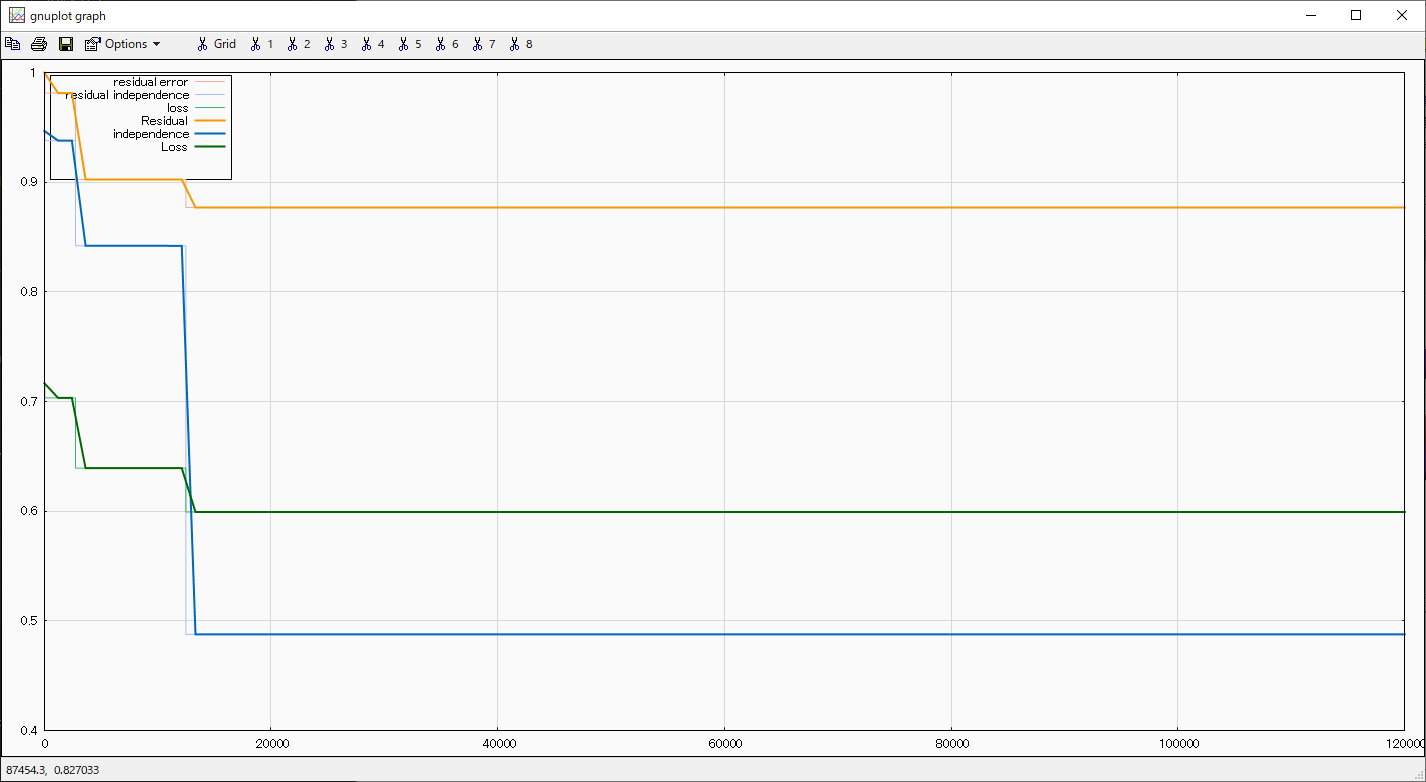 gnuplot graph
Options Grid 1 2 3 4 5 6 7 8
residual error
residual independence
loss
Residual
independence
Loss
1
0.9
0.8
0.7
0.6
0.5
0.4
0 20000 40000 60000 80000 100000 120000
87454.3, 0.827033